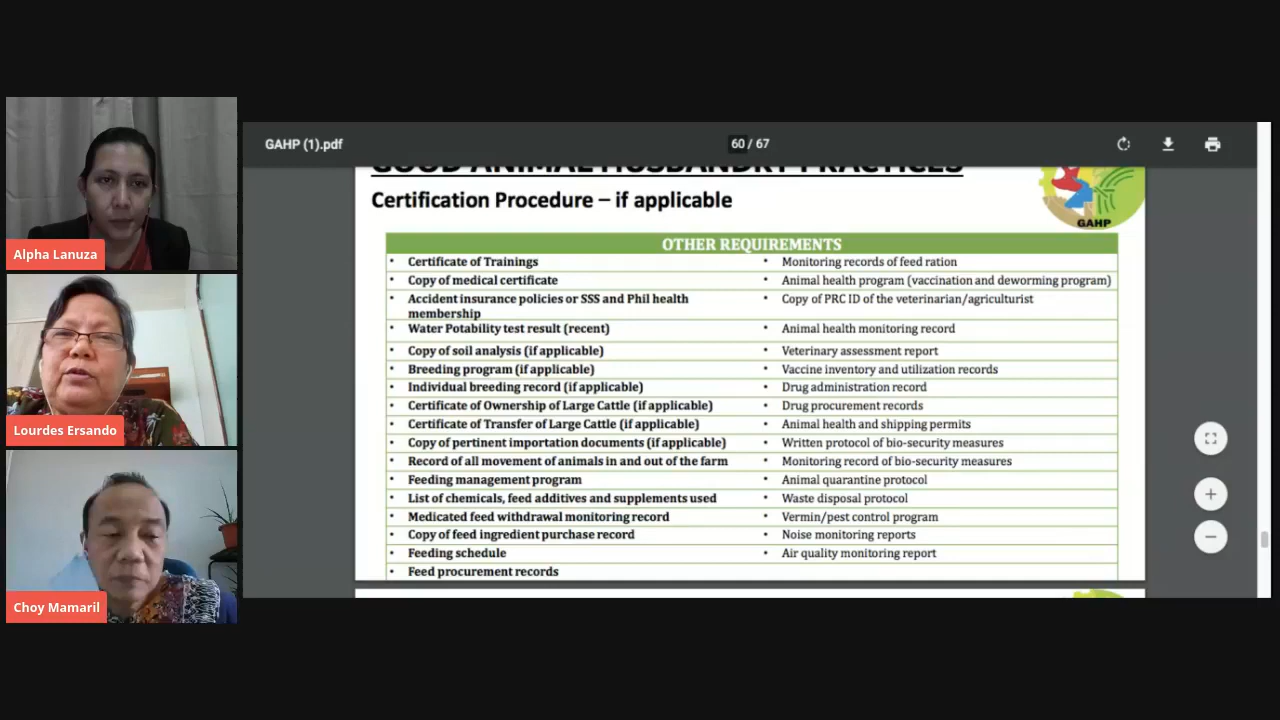 Alpha Lanuza
Lourdes Ersando
Choy Mamaril
GAHP (1).pdf
60 / 67
GOOD ANIMAL HUSBANDRY PRACTICES
Certification Procedure – if applicable
GAHP
OTHER REQUIREMENTS
• Certificate of Trainings
• Copy of medical certificate
• Accident insurance policies or SSS and Phil health
membership
• Water Potability test result (recent)
• Copy of soil analysis (if applicable)
• Breeding program (if applicable)
• Individual breeding record (if applicable)
• Certificate of Ownership of Large Cattle (if applicable)
• Certificate of Transfer of Large Cattle (if applicable)
• Copy of pertinent importation documents (if applicable)
• Record of all movement of animals in and out of the farm
• Feeding management program
• List of chemicals, feed additives and supplements used
• Medicated feed withdrawal monitoring record
• Copy of feed ingredient purchase record
• Feeding schedule
• Feed procurement records
• Monitoring records of feed ration
• Animal health program (vaccination and deworming program)
• Copy of PRC ID of the veterinarian/agriculturist
• Animal health monitoring record
• Veterinary assessment report
• Vaccine inventory and utilization records
• Drug administration record
• Drug procurement records
• Animal health and shipping permits
• Written protocol of bio-security measures
• Monitoring record of bio-security measures
• Animal quarantine protocol
• Waste disposal protocol
• Vermin/pest control program
• Noise monitoring reports
• Air quality monitoring report